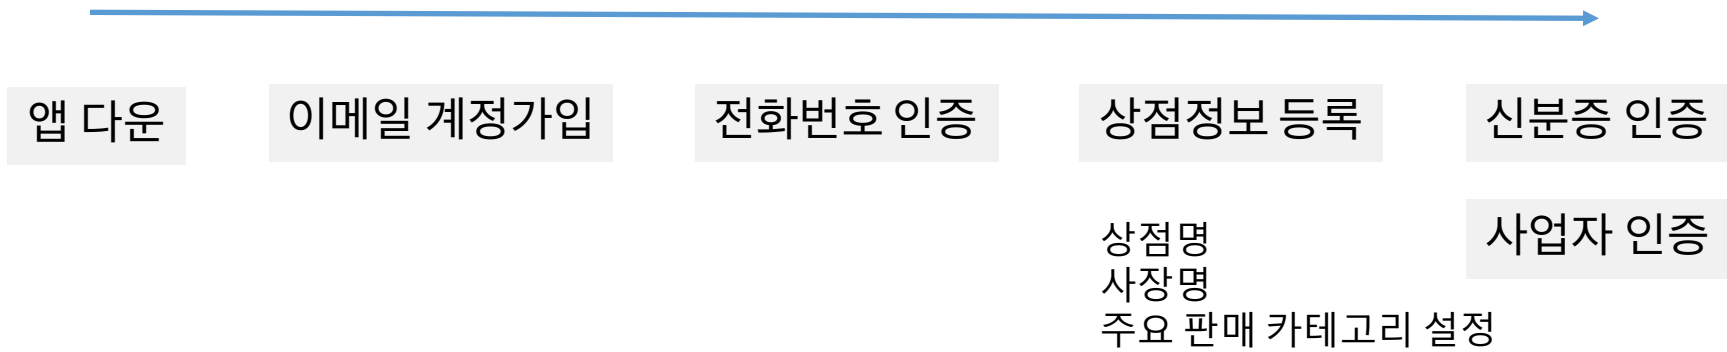 앱 다운
이메일 계정가입
전화번호 인증
상점정보 등록
신분증 인증
사업자 인증
상점명
사장명
주요 판매 카테고리 설정